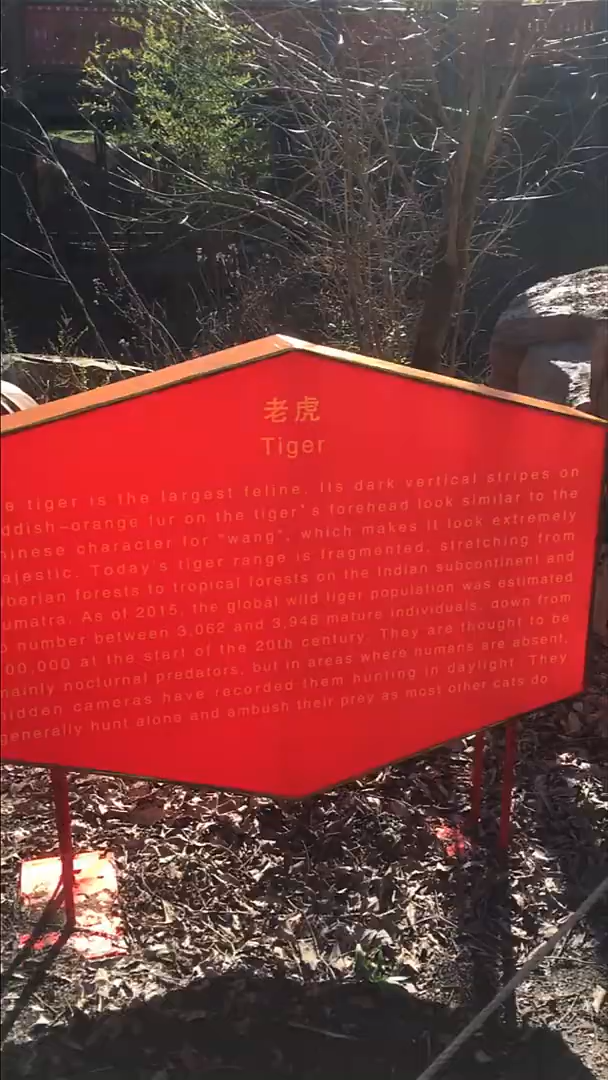 老虎
Tiger
e tiger is the largest feline. Its dark vertical stripes on
ddish-orange fur on the tiger's forehead look similar to the
hinese character for "wang", which makes it look extremely
ajestic. Today's tiger range is fragmented, stretching from
iberian forests to tropical forests on the Indian subcontinent and
umatra. As of 2015, the global wild tiger population was estimated
o number between 3,062 and 3,948 mature individuals, down from
00,000 at the start of the 20th century. They are thought to be
mainly nocturnal predators, but in areas where humans are absent,
hidden cameras have recorded them hunting in daylight. They
generally hunt alone and ambush their prey as most other cats do